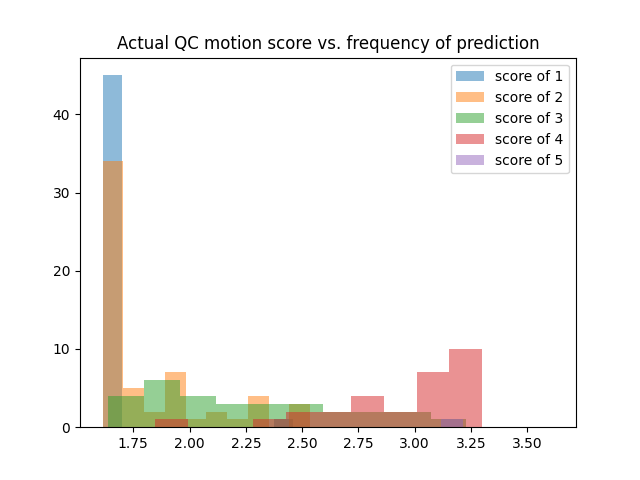 Actual QC motion score vs. frequency of prediction
score of 1
score of 2
score of 3
score of 4
score of 5
40
30
20
10
0
1.75 2.00 2.25 2.50 2.75 3.00 3.25 3.50